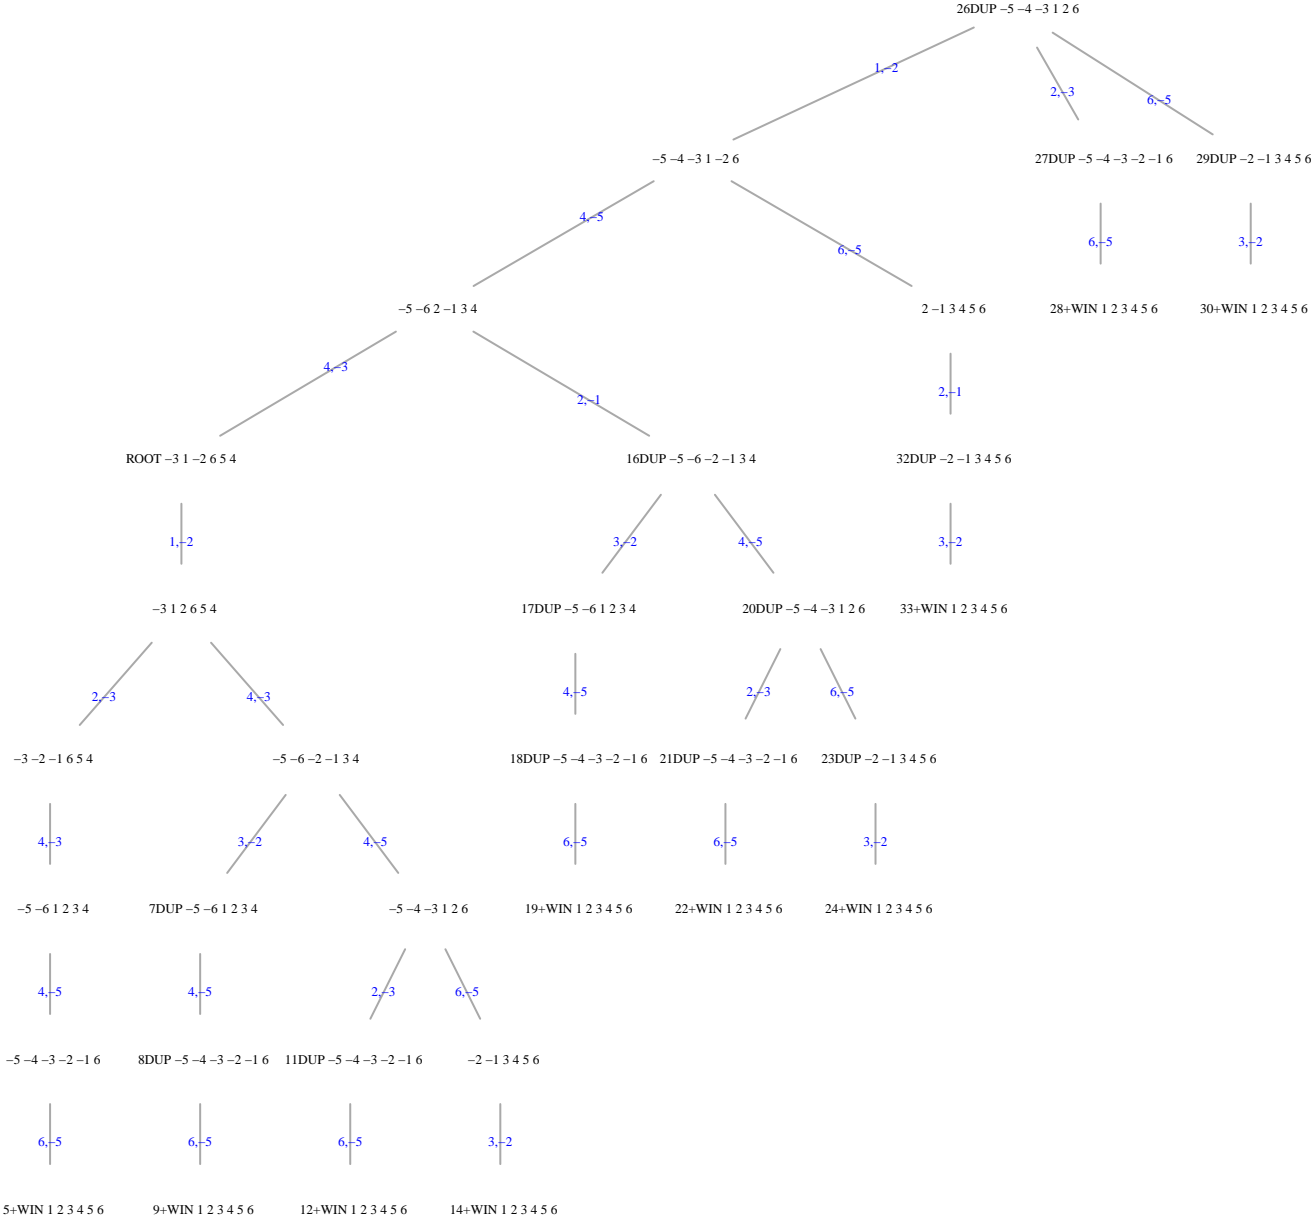 26DUP −5 −4 −3 1 2 6
1,−2
2,−3
6,−5
−5 −4 −3 1 −2 6
27DUP −5 −4 −3 −2 −1 6
29DUP −2 −1 3 4 5 6
4,−5
6,−5
6,−5
3,−2
−5 −6 2 −1 3 4
2 −1 3 4 5 6
28+WIN 1 2 3 4 5 6
30+WIN 1 2 3 4 5 6
4,−3
2,−1
2,−1
ROOT −3 1 −2 6 5 4
16DUP −5 −6 −2 −1 3 4
32DUP −2 −1 3 4 5 6
1,−2
3,−2
4,−5
3,−2
−3 1 2 6 5 4
17DUP −5 −6 1 2 3 4
20DUP −5 −4 −3 1 2 6
33+WIN 1 2 3 4 5 6
2,−3
4,−3
4,−5
2,−3
6,−5
−3 −2 −1 6 5 4
−5 −6 −2 −1 3 4
18DUP −5 −4 −3 −2 −1 6
21DUP −5 −4 −3 −2 −1 6
23DUP −2 −1 3 4 5 6
4,−3
3,−2
4,−5
6,−5
6,−5
3,−2
−5 −6 1 2 3 4
7DUP −5 −6 1 2 3 4
−5 −4 −3 1 2 6
19+WIN 1 2 3 4 5 6
22+WIN 1 2 3 4 5 6
24+WIN 1 2 3 4 5 6
4,−5
4,−5
2,−3
6,−5
−5 −4 −3 −2 −1 6
8DUP −5 −4 −3 −2 −1 6
11DUP −5 −4 −3 −2 −1 6
−2 −1 3 4 5 6
6,−5
6,−5
6,−5
3,−2
5+WIN 1 2 3 4 5 6
9+WIN 1 2 3 4 5 6
12+WIN 1 2 3 4 5 6
14+WIN 1 2 3 4 5 6